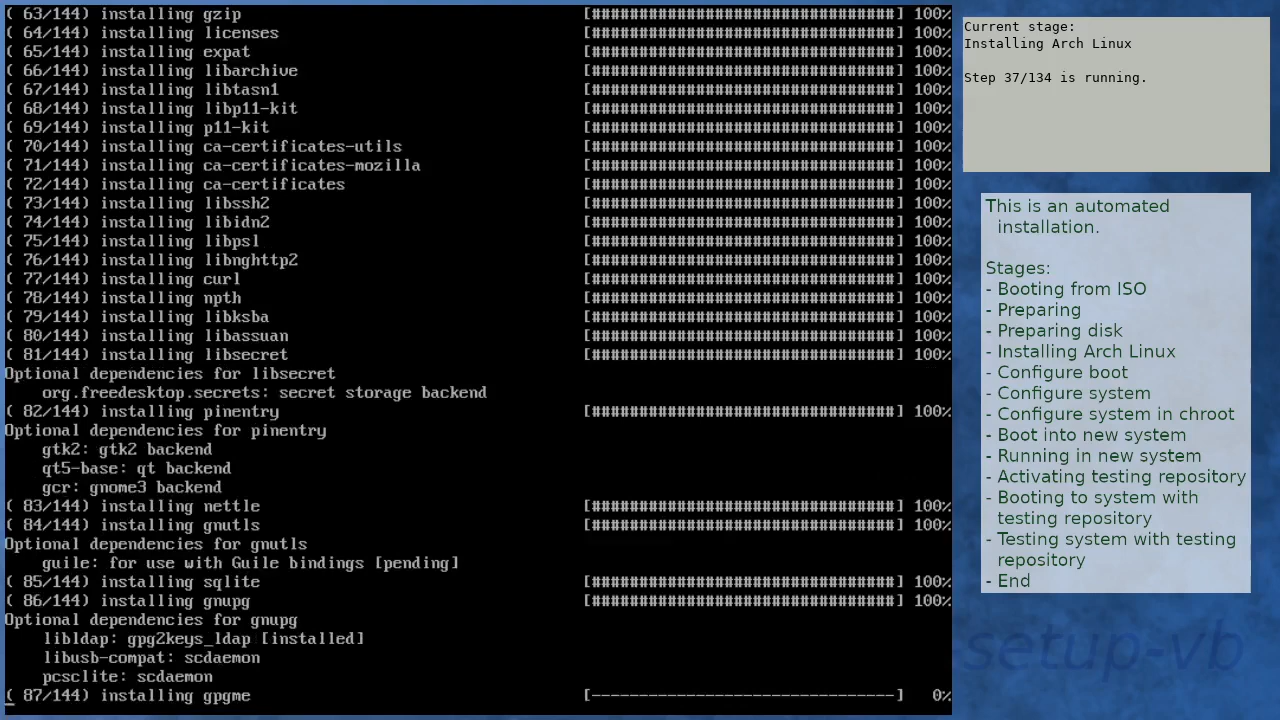 ( 63/144) installing gzip [################################] 100%
( 64/144) installing licenses [################################] 100%
( 65/144) installing expat [################################] 100%
( 66/144) installing libarchive [################################] 100%
( 67/144) installing libtasn1 [################################] 100%
( 68/144) installing libp11-kit [################################] 100%
( 69/144) installing p11-kit [################################] 100%
( 70/144) installing ca-certificates-utils [################################] 100%
( 71/144) installing ca-certificates-mozilla [################################] 100%
( 72/144) installing ca-certificates [################################] 100%
( 73/144) installing libssh2 [################################] 100%
( 74/144) installing libidn2 [################################] 100%
( 75/144) installing libpsl [################################] 100%
( 76/144) installing libnghttp2 [################################] 100%
( 77/144) installing curl [################################] 100%
( 78/144) installing npth [################################] 100%
( 79/144) installing libksba [################################] 100%
( 80/144) installing libassuan [################################] 100%
( 81/144) installing libsecret [################################] 100%
Optional dependencies for libsecret
org.freedesktop.secrets: secret storage backend
( 82/144) installing pinentry [################################] 100%
Optional dependencies for pinentry
gtk2: gtk2 backend
qt5-base: qt backend
gcr: gnome3 backend
( 83/144) installing nettle [################################] 100%
( 84/144) installing gnutls [################################] 100%
Optional dependencies for gnutls
guile: for use with Guile bindings [pending]
( 85/144) installing sqlite [################################] 100%
( 86/144) installing gnupg [################################] 100%
Optional dependencies for gnupg
libldap: gpg2keys_ldap [installed]
libusb-compat: scdaemon
pcsclite: scdaemon
( 87/144) installing gpgme [--------------------------------] 0%
Current stage:
Installing Arch Linux
Step 37/134 is running.
This is an automated
installation.
Stages:
- Booting from ISO
- Preparing
- Preparing disk
- Installing Arch Linux
- Configure boot
- Configure system
- Configure system in chroot
- Boot into new system
- Running in new system
- Activating testing repository
- Booting to system with
testing repository
- Testing system with testing
repository
- End
setup-vb